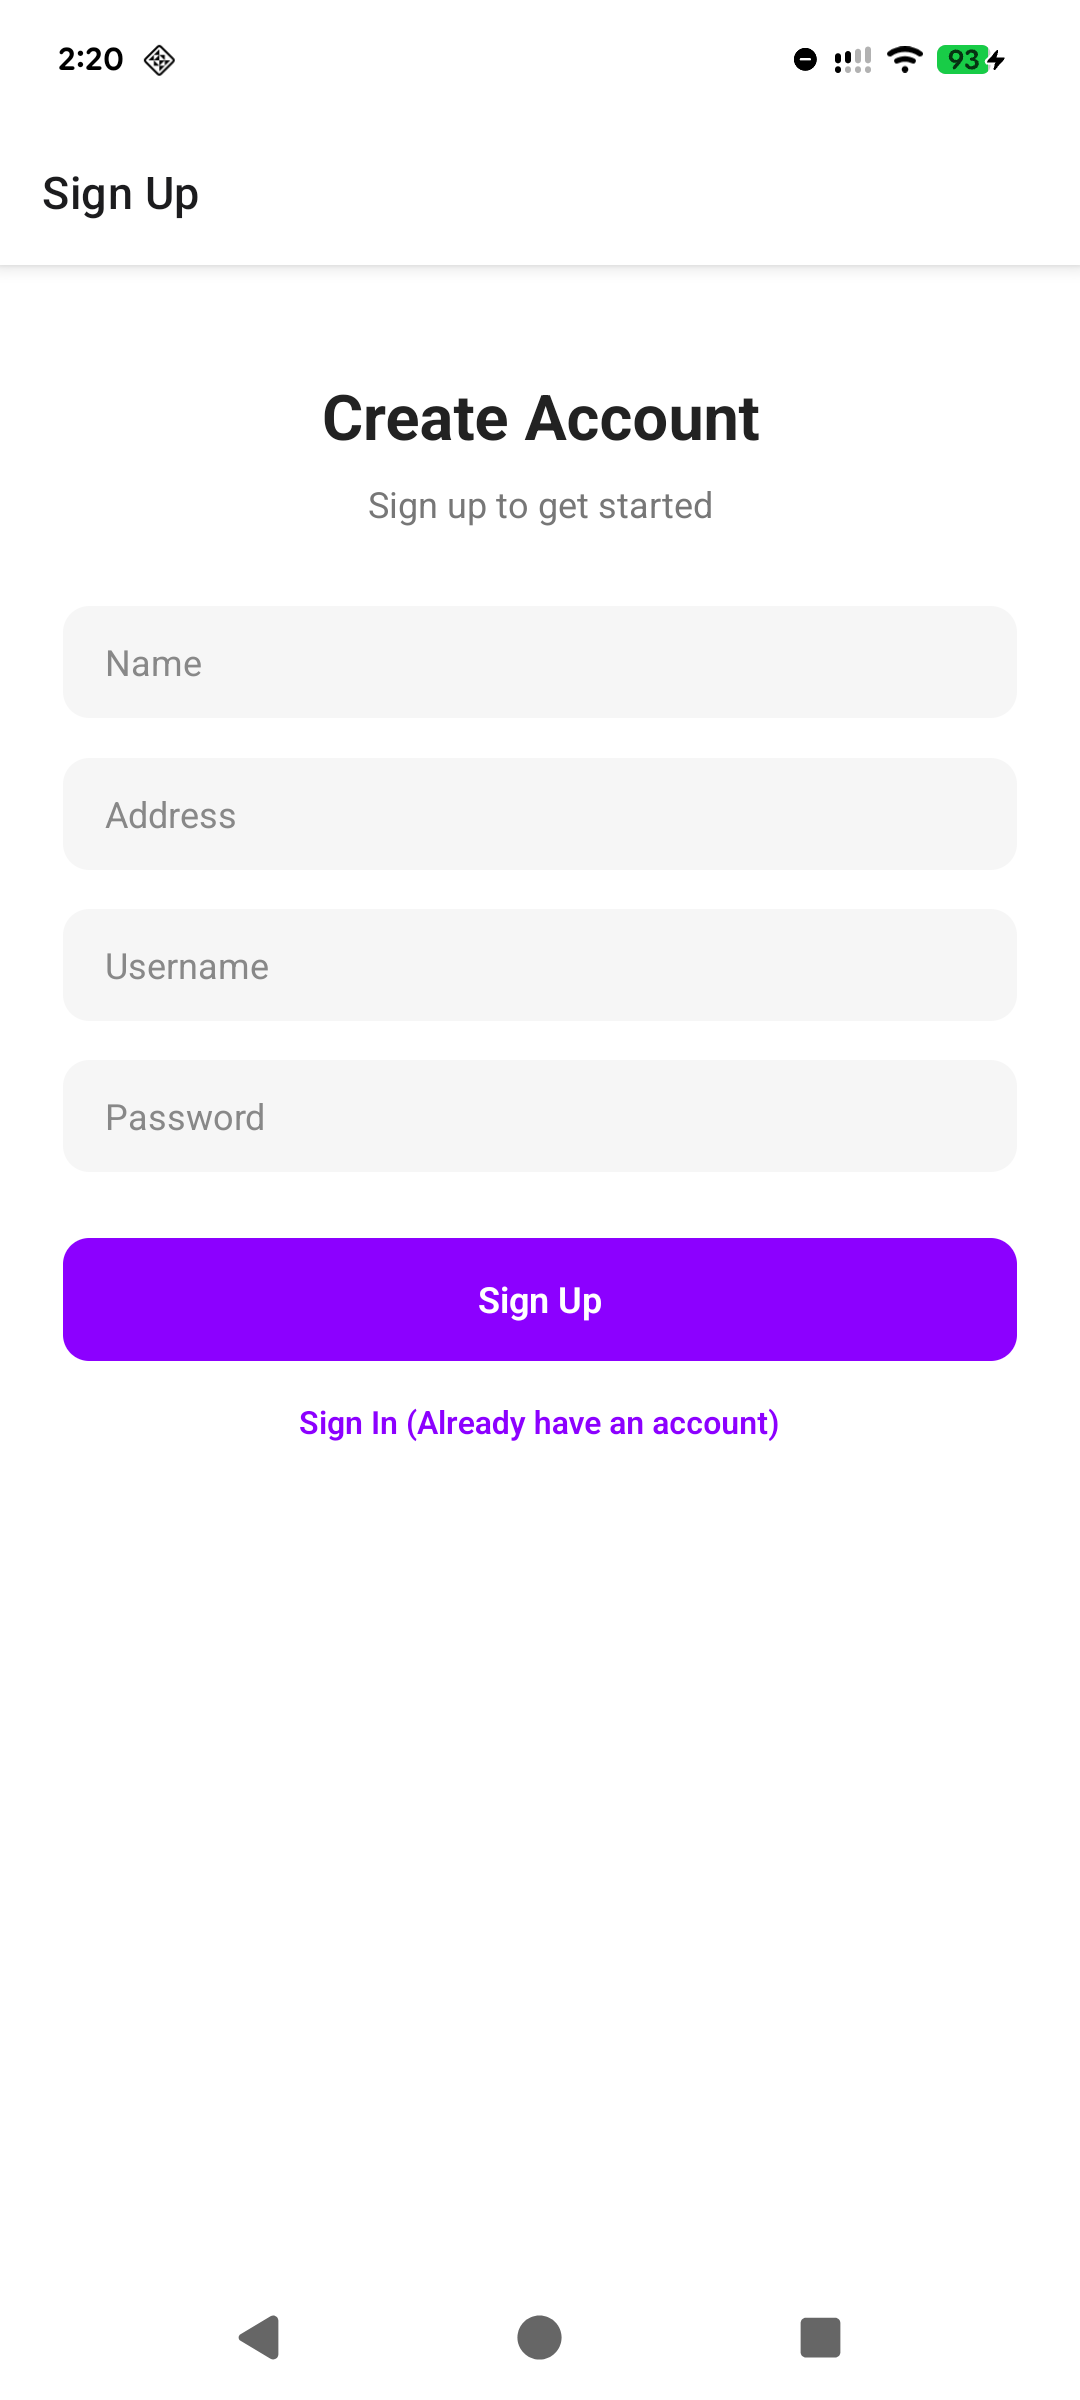 2:20
93
Sign Up
Create Account
Sign up to get started
Name
Address
Username
Password
Sign Up
Sign In (Already have an account)